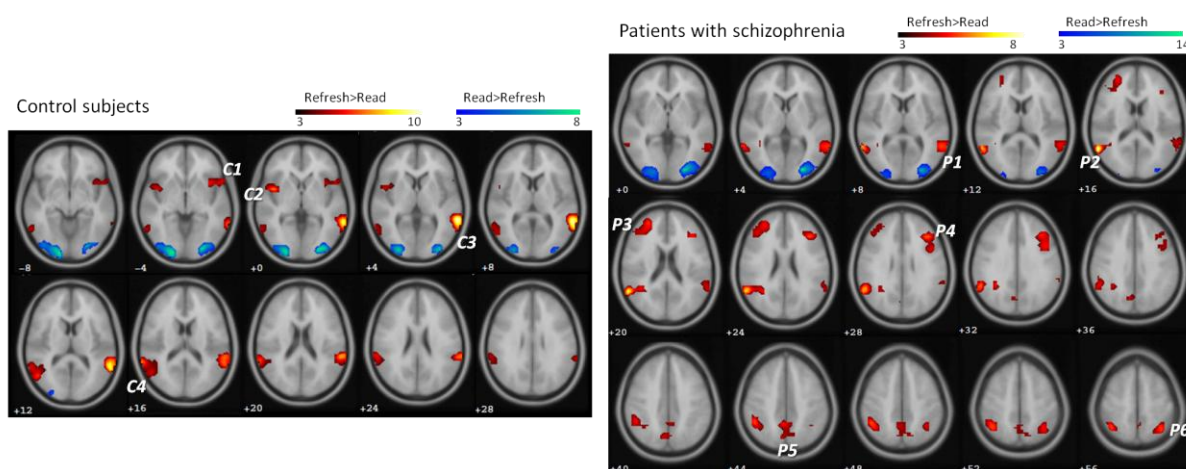 Control subjects
Refresh>Read
3 10
Read>Refresh
3 8
C1
C2
C3
−8 −4 +0 +4 +8
C4
+12 +16 +20 +24 +28
Patients with schizophrenia
Refresh>Read
3 8
Read>Refresh
3 14
P1
P2
+0 +4 +8 +12 +16
P3
P4
+20 +24 +28 +32 +36
P5
P6
+40 +44 +48 +52 +56